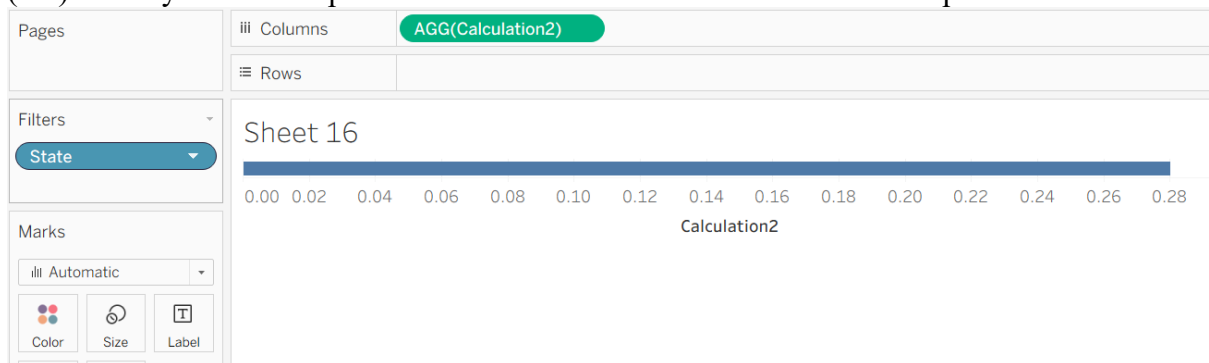 Pages
Columns
AGG(Calculation2)
Rows
Filters
State
Sheet 16
0.00 0.02 0.04 0.06 0.08 0.10 0.12 0.14 0.16 0.18 0.20 0.22 0.24 0.26 0.28
Calculation2
Marks
Automatic
Color Size Label